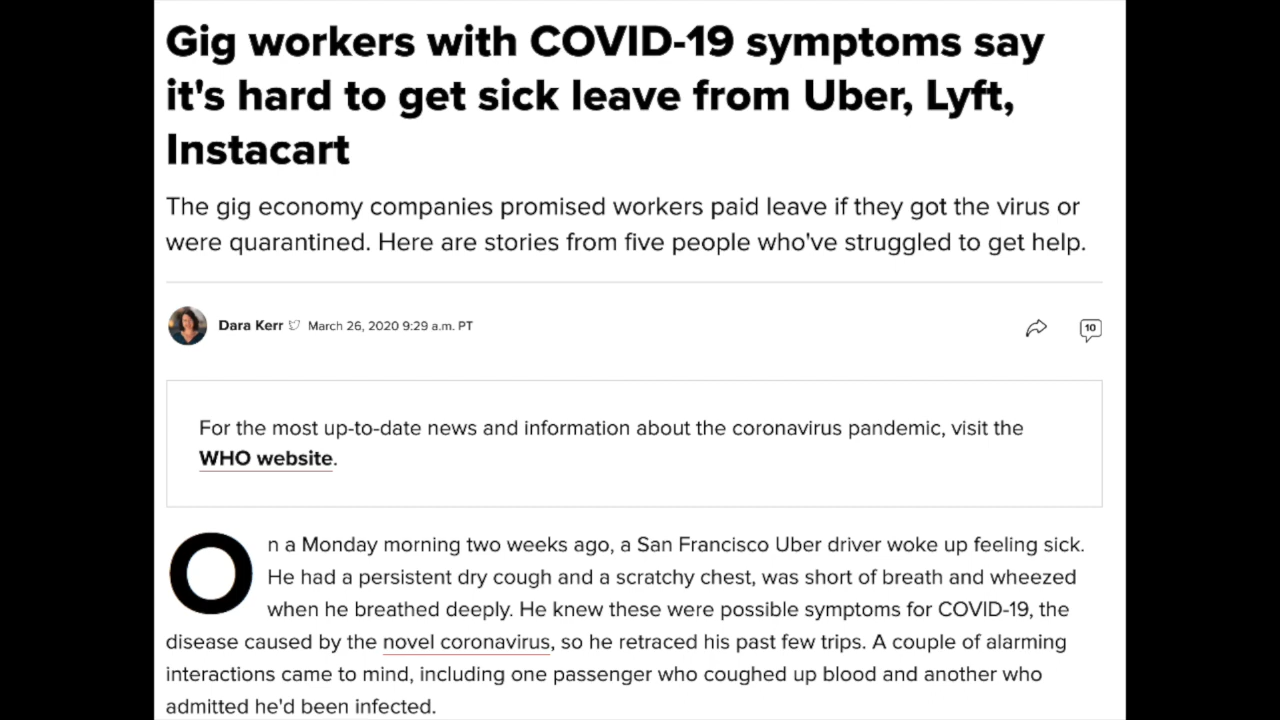 Gig workers with COVID-19 symptoms say
it's hard to get sick leave from Uber, Lyft,
Instacart
The gig economy companies promised workers paid leave if they got the virus or
were quarantined. Here are stories from five people who've struggled to get help.
Dara Kerr March 26, 2020 9:29 a.m. PT
10
For the most up-to-date news and information about the coronavirus pandemic, visit the
WHO website.
On a Monday morning two weeks ago, a San Francisco Uber driver woke up feeling sick.
He had a persistent dry cough and a scratchy chest, was short of breath and wheezed
when he breathed deeply. He knew these were possible symptoms for COVID-19, the
disease caused by the novel coronavirus, so he retraced his past few trips. A couple of alarming
interactions came to mind, including one passenger who coughed up blood and another who
admitted he'd been infected.